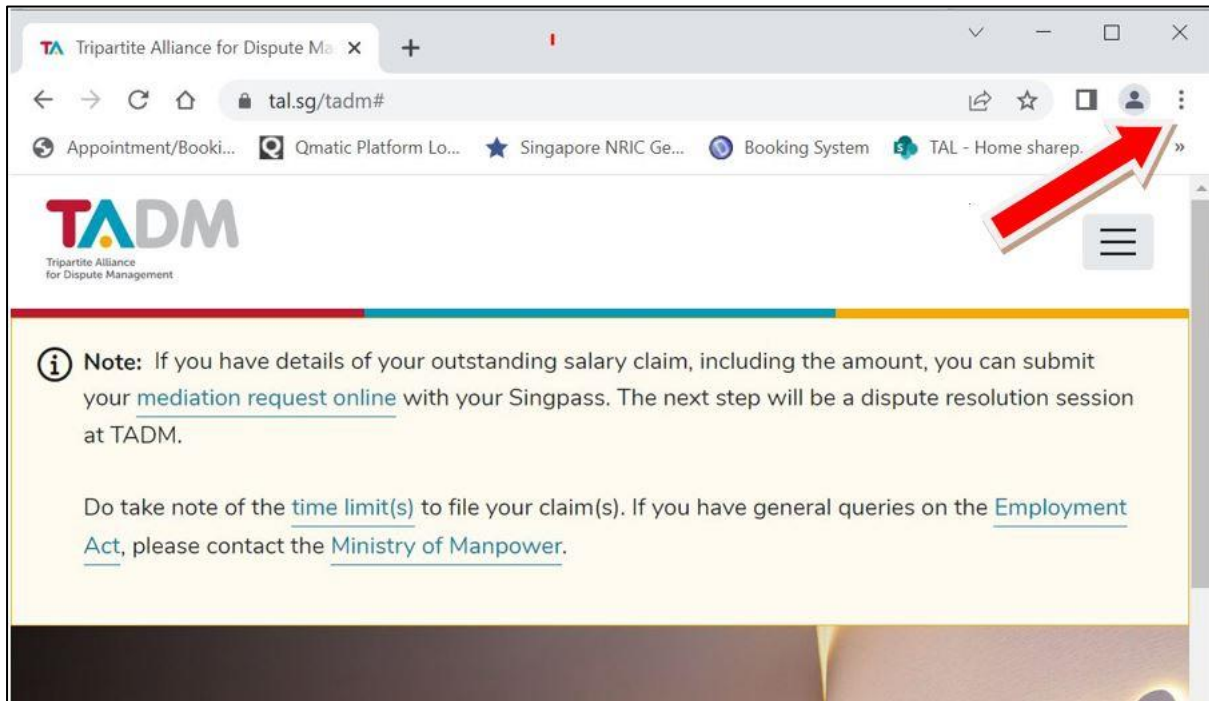 Tripartite Alliance for Dispute Ma
tal.sg/tadm#
Appointment/Booki... Qmatic Platform Lo... Singapore NRIC Ge... Booking System TAL - Home sharep.
TADM
Tripartite Alliance
for Dispute Management
Note: If you have details of your outstanding salary claim, including the amount, you can submit
your mediation request online with your Singpass. The next step will be a dispute resolution session
at TADM.
Do take note of the time limit(s) to file your claim(s). If you have general queries on the Employment
Act, please contact the Ministry of Manpower.